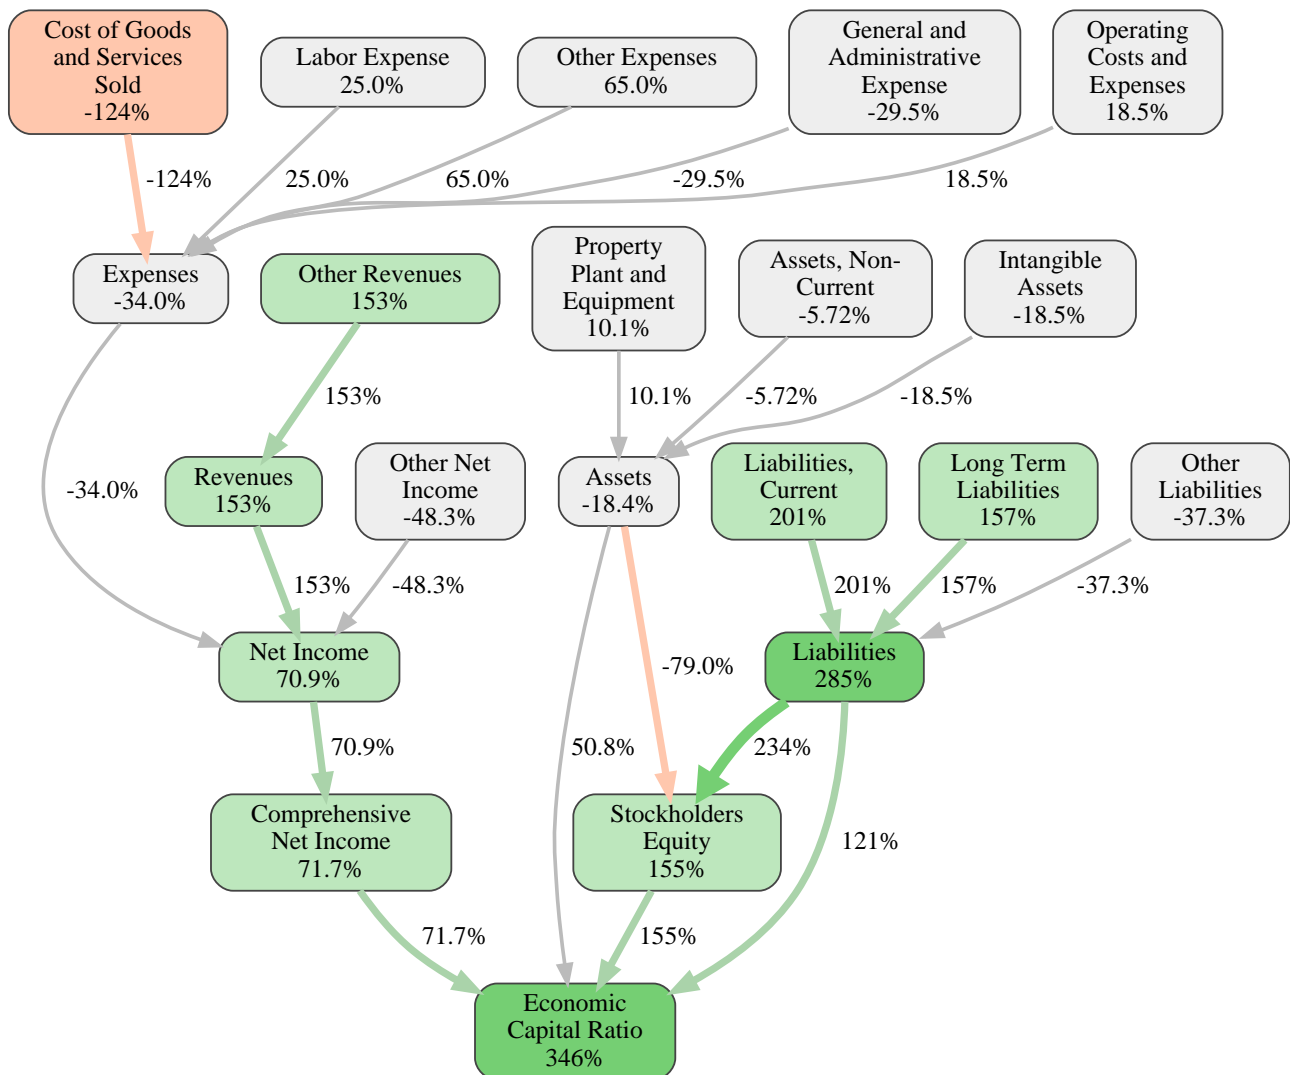 Cost of Goods
and Services
Sold
-124%
Labor Expense
25.0%
Other Expenses
65.0%
General and
Administrative
Expense
-29.5%
Operating
Costs and
Expenses
18.5%
-124%
25.0%
65.0%
-29.5%
18.5%
Expenses
-34.0%
Other Revenues
153%
Property
Plant and
Equipment
10.1%
Assets, Non-
Current
-5.72%
Intangible
Assets
-18.5%
153%
10.1%
-5.72%
-18.5%
-34.0%
Revenues
153%
Other Net
Income
-48.3%
Assets
-18.4%
Liabilities,
Current
201%
Long Term
Liabilities
157%
Other
Liabilities
-37.3%
153%
-48.3%
201%
157%
-37.3%
Net Income
70.9%
-79.0%
Liabilities
285%
70.9%
50.8%
234%
Comprehensive
Net Income
71.7%
Stockholders
Equity
155%
121%
71.7%
155%
Economic
Capital Ratio
346%